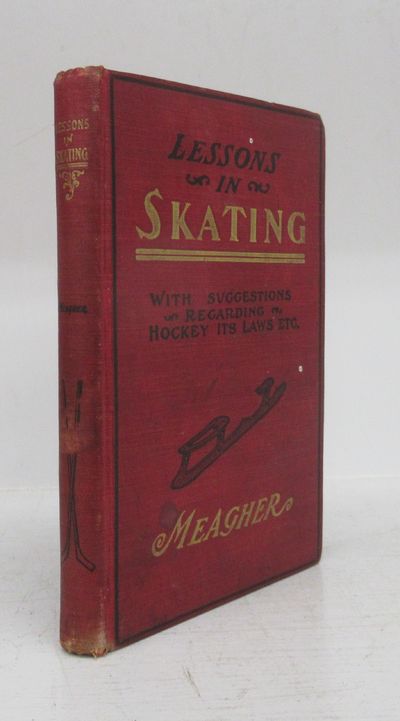 LESSONS
IN
SKATING
LESSONS
IN
SKATING
WITH SUGGESTIONS
REGARDING
HOCKEY ITS LAWS ETC.
MEAGHER